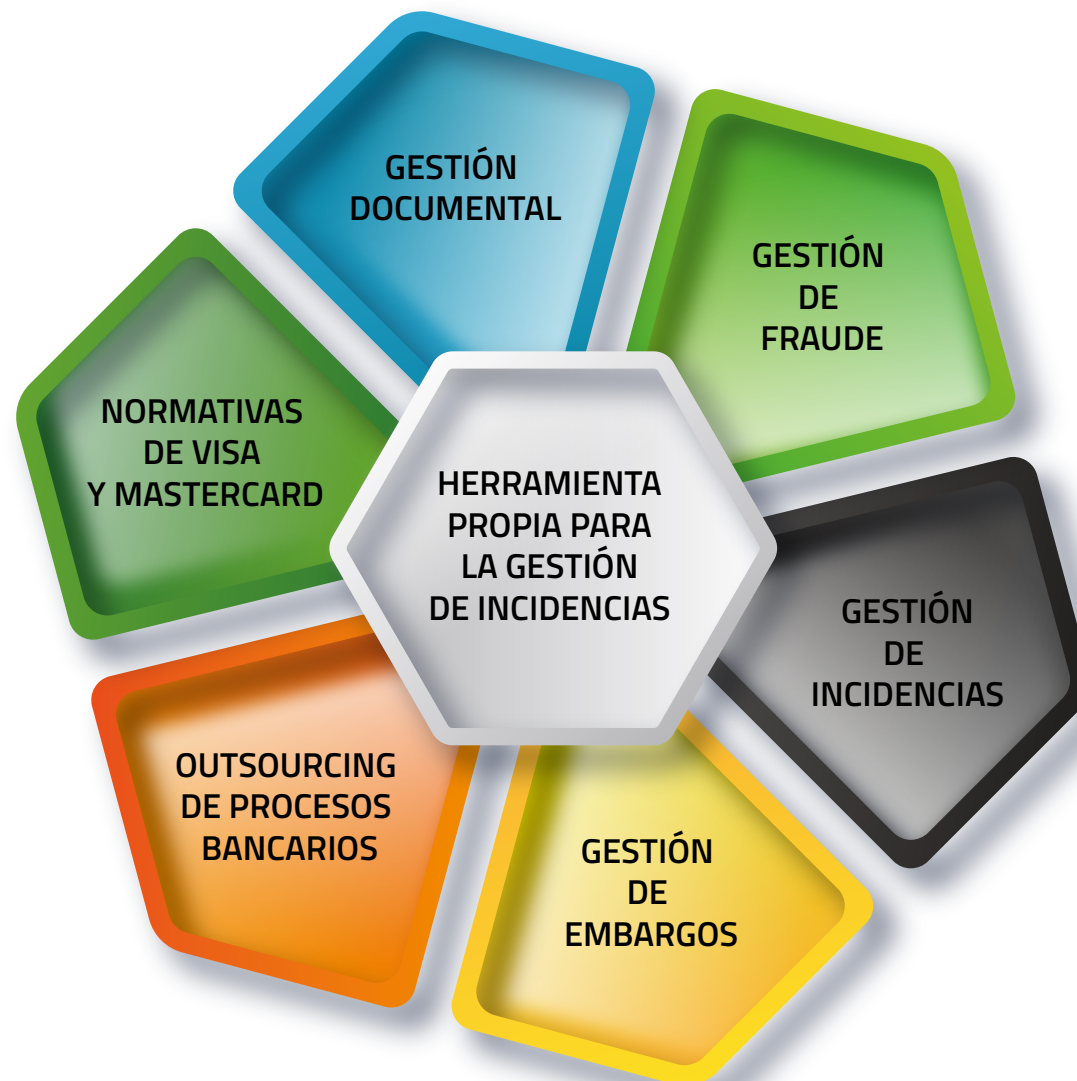 GESTIÓN
DOCUMENTAL
GESTIÓN
DE
FRAUDE
NORMATIVAS
DE VISA
Y MASTERCARD
HERRAMIENTA
PROPIA PARA
LA GESTIÓN
DE INCIDENCIAS
GESTIÓN
DE
INCIDENCIAS
OUTSOURCING
DE PROCESOS
BANCARIOS
GESTIÓN
DE
EMBARGOS